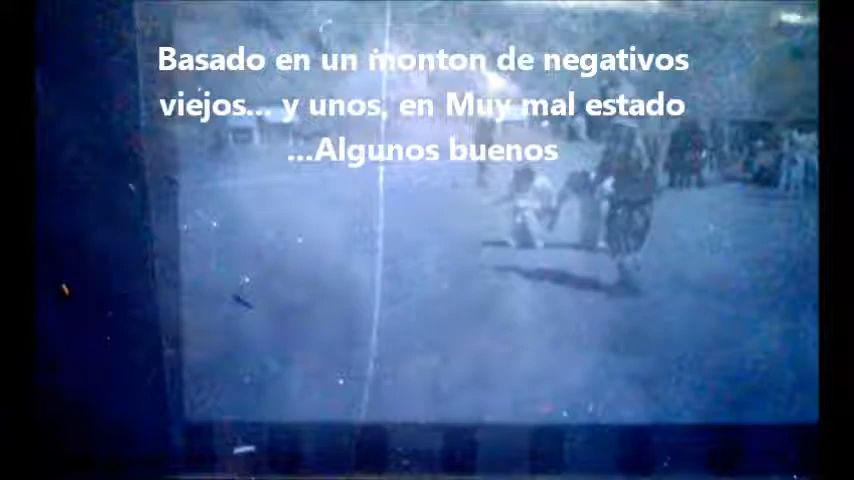 Basado en un monton de negativos
viejos... y unos, en Muy mal estado
...Algunos buenos